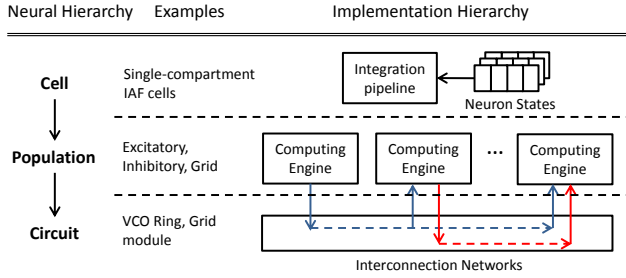 Neural Hierarchy Examples Implementation Hierarchy
Cell
Single-compartment
IAF cells
Integration
pipeline
Neuron States
Population
Excitatory,
Inhibitory, Grid
Computing
Engine
Computing
Engine
...
Computing
Engine
Circuit
VCO Ring, Grid
module
Interconnection Networks